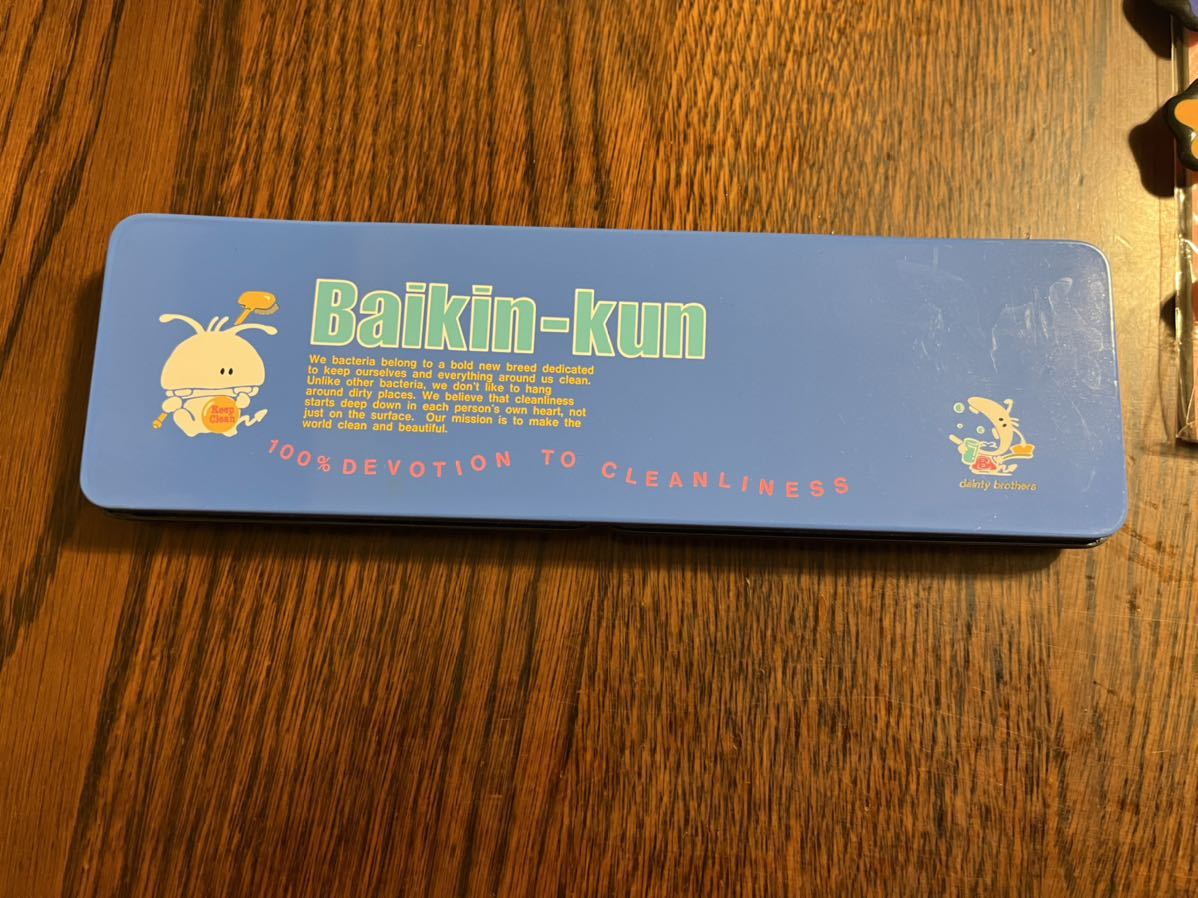 Baikin-kun
We bacteria belong to a bold new breed dedicated
to keep ourselves and everything around us clean.
Unlike other bacteria, we don't like to hang
around dirty places. We believe that cleanliness
starts deep down in each person's own heart, not
just on the surface. Our mission is to make the
world clean and beautiful.
Keep
Clean
100% DEVOTION TO CLEANLINESS
dainty brothers